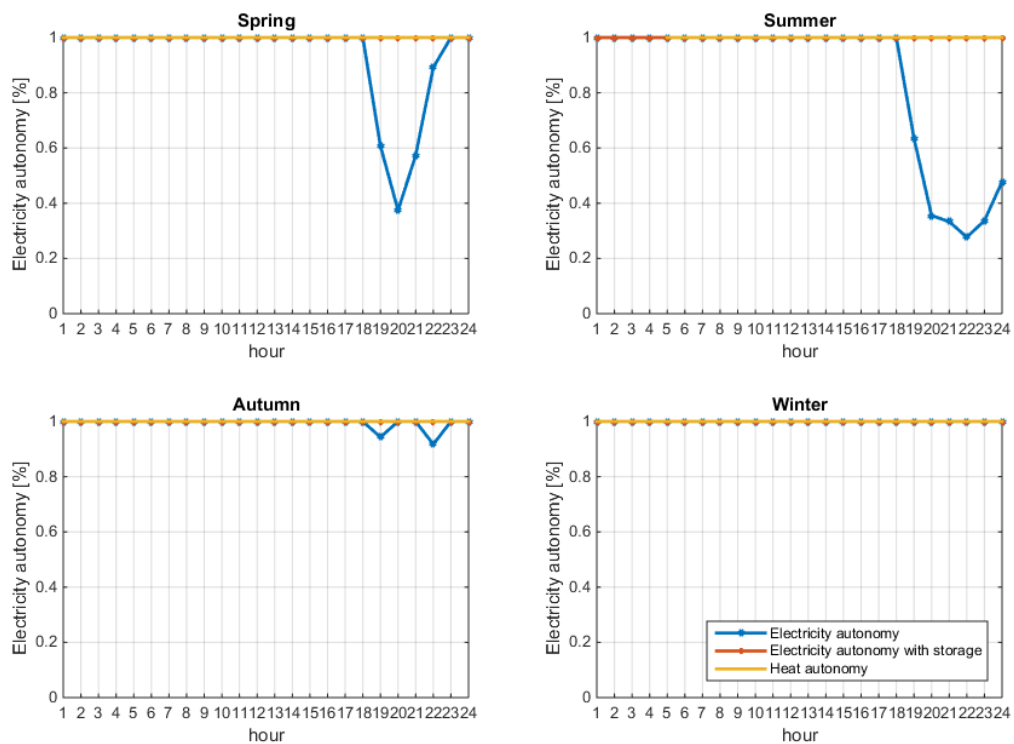 Spring
Electricity autonomy [%]
1
0.8
0.6
0.4
0.2
0
1 2 3 4 5 6 7 8 9 10 11 12 13 14 15 16 17 18 19 20 21 22 23 24
hour
Summer
Electricity autonomy [%]
1
0.8
0.6
0.4
0.2
0
1 2 3 4 5 6 7 8 9 10 11 12 13 14 15 16 17 18 19 20 21 22 23 24
hour
Autumn
Electricity autonomy [%]
1
0.8
0.6
0.4
0.2
0
1 2 3 4 5 6 7 8 9 10 11 12 13 14 15 16 17 18 19 20 21 22 23 24
hour
Winter
Electricity autonomy [%]
1
0.8
0.6
0.4
0.2
0
Electricity autonomy
Electricity autonomy with storage
Heat autonomy
1 2 3 4 5 6 7 8 9 10 11 12 13 14 15 16 17 18 19 20 21 22 23 24
hour